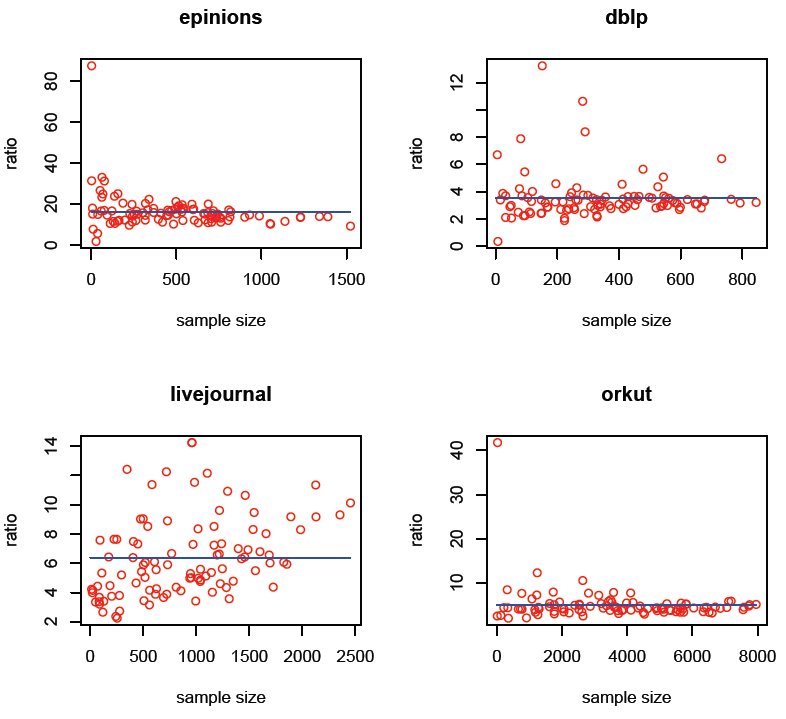 epinions
ratio
80
60
40
20
0
0 500 1000 1500
sample size
dblp
ratio
12
8
6
4
2
0
0 200 400 600 800
sample size
livejournal
ratio
14
10
8
6
4
2
0 500 1000 1500 2000 2500
sample size
orkut
ratio
40
30
20
10
0 2000 4000 6000 8000
sample size